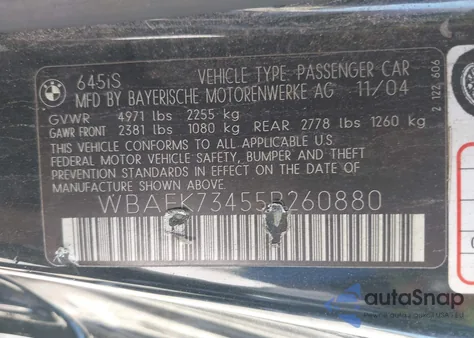 645iS VEHICLE TYPE: PASSENGER CAR
MFD BY BAYERISCHE MOTORENWERKE AG 11/04
GVWR 4971 lbs 2255 kg
GAWR FRONT 2381 lbs 1080 kg REAR 2778 lbs 1260 kg
THIS VEHICLE CONFORMS TO ALL APPLICABLE U.S.
FEDERAL MOTOR VEHICLE SAFETY, BUMPER AND THEFT
PREVENTION STANDARDS IN EFFECT ON THE DATE OF
MANUFACTURE SHOWN ABOVE.
WBAEK73455B260880
2 122 606
autoSnap